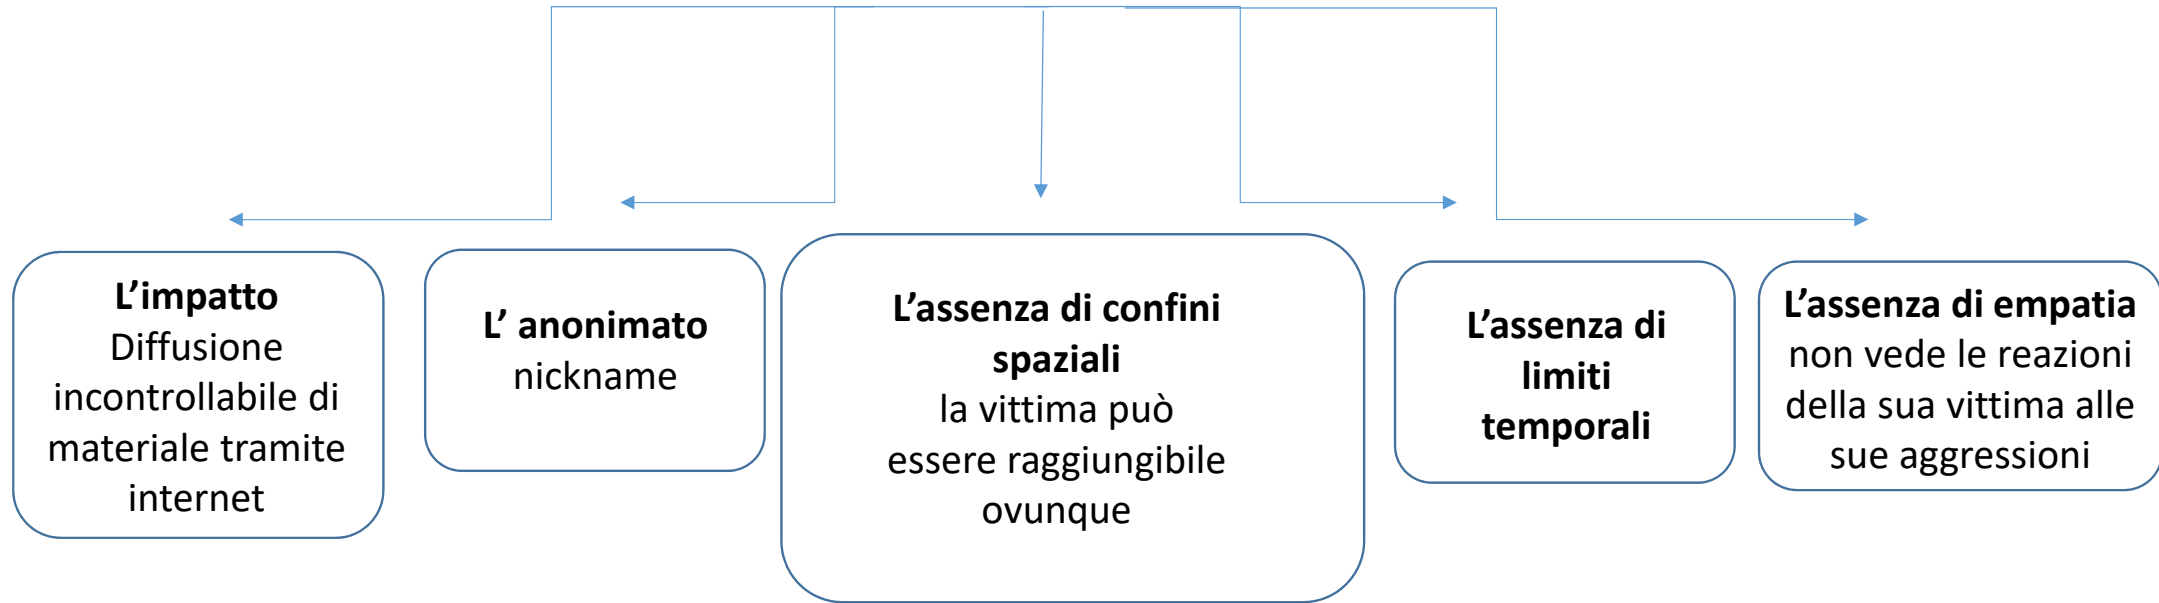 L’impatto
Diffusione
incontrollabile di
materiale tramite
internet
L’ anonimato
nickname
L’assenza di confini
spaziali
la vittima può
essere raggiungibile
ovunque
L’assenza di
limiti
temporali
L’assenza di empatia
non vede le reazioni
della sua vittima alle
sue aggressioni